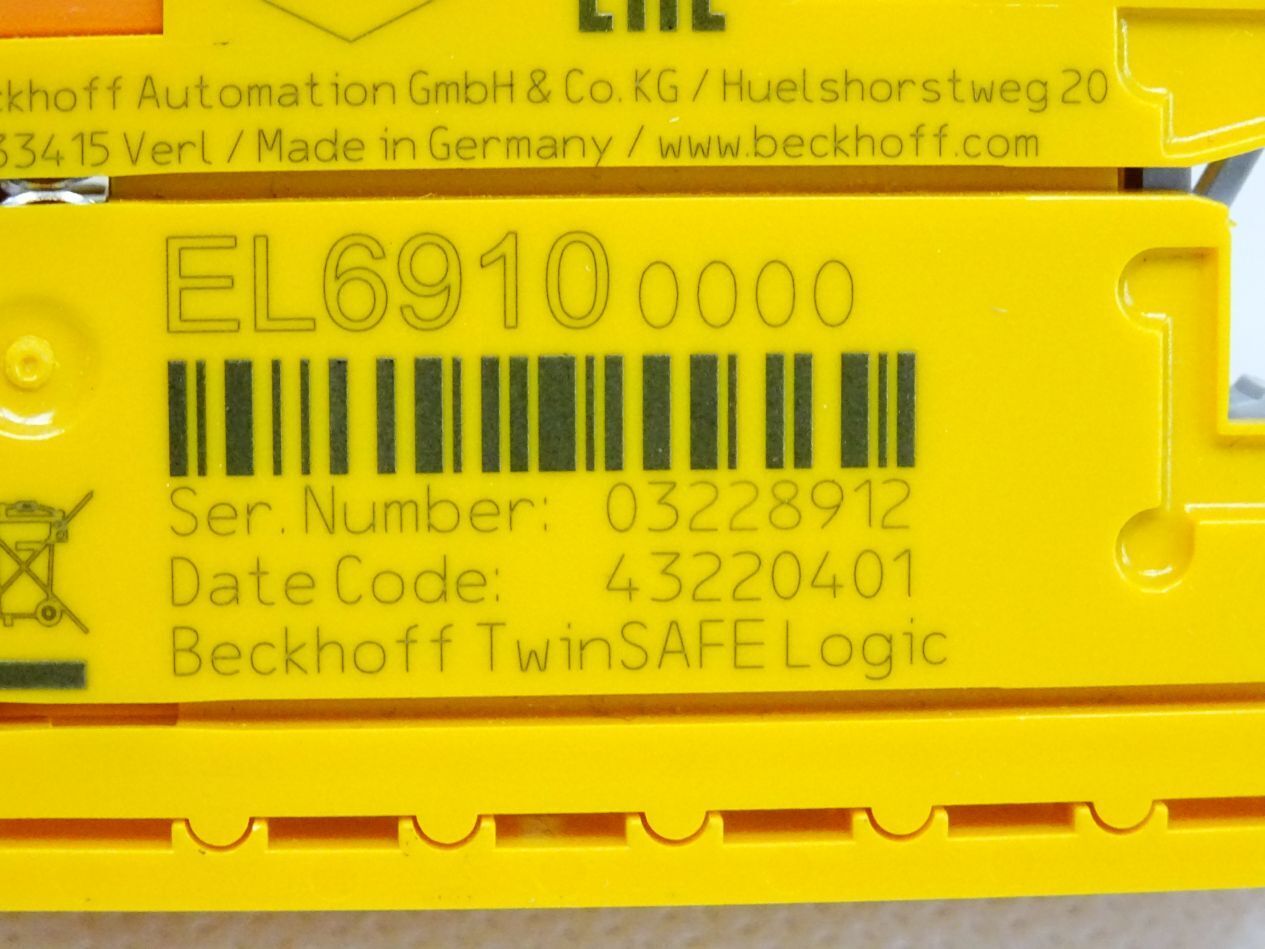 EAC
ckhoff Automation GmbH & Co. KG / Huelshorstweg 20
33415 Verl / Made in Germany / www.beckhoff.com
EL6910 0000
Ser. Number: 03228912
Date Code: 43220401
Beckhoff TwinSAFE Logic